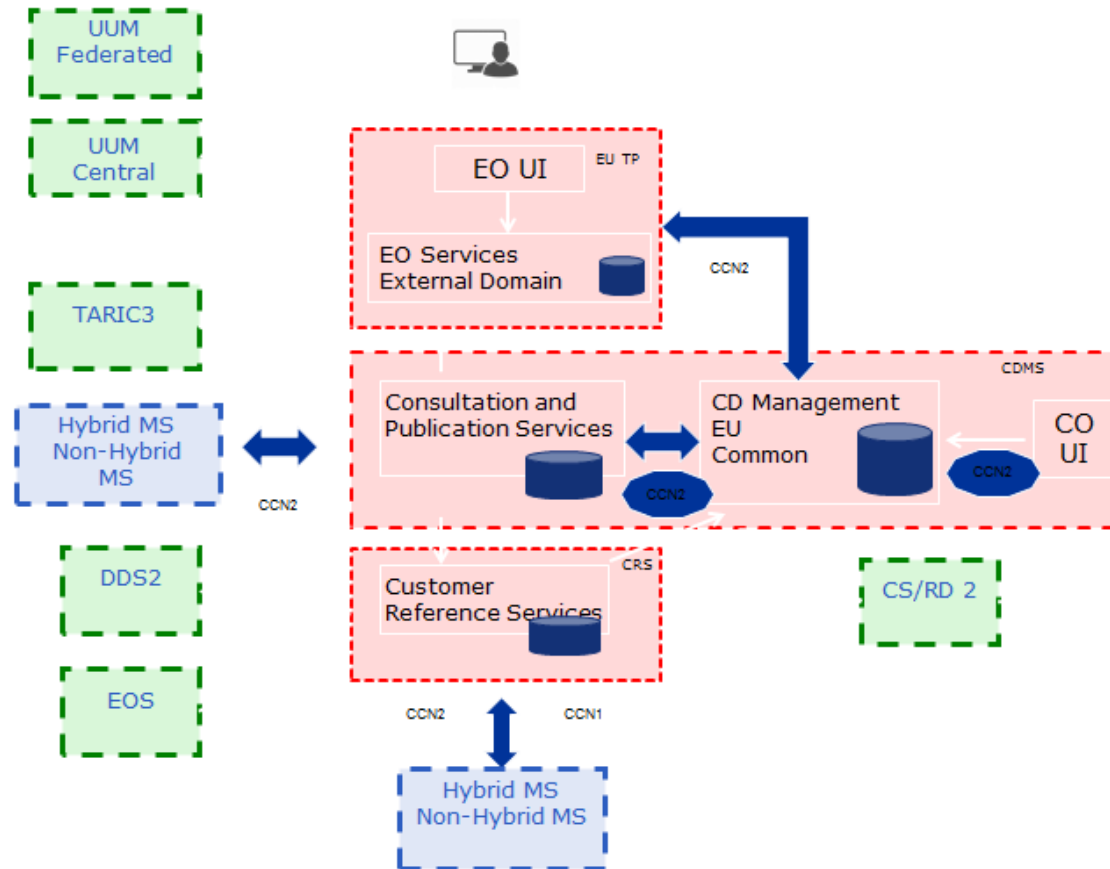 UUM
Federated
UUM
Central
EU TP
EO UI
EO Services
External Domain
CCN2
TARIC3
CDMS
Hybrid MS
Non-Hybrid
MS
CCN2
Consultation and
Publication Services
CCN2
CD Management
EU
Common
CCN2
CO
UI
DDS2
CRS
Customer
Reference Services
CS/RD 2
EOS
CCN2
CCN1
Hybrid MS
Non-Hybrid MS